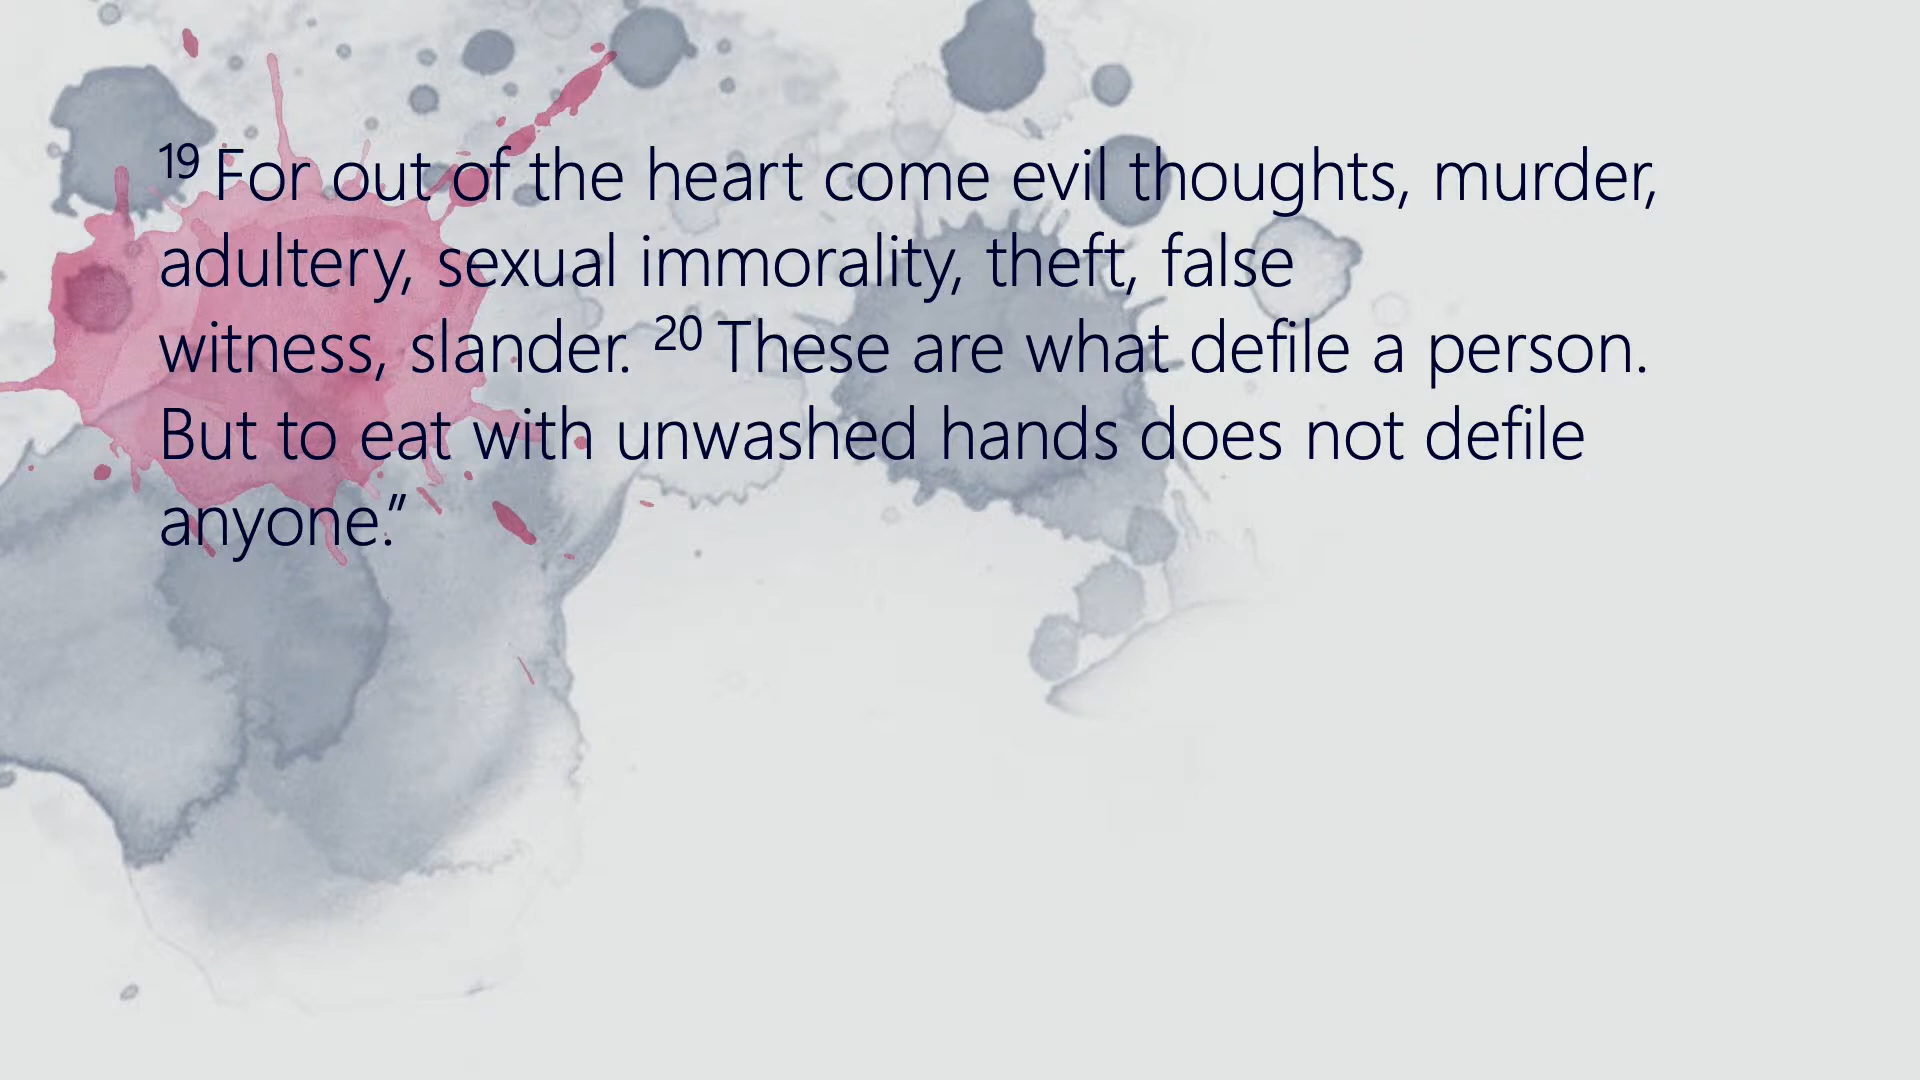 19 For out of the heart come evil thoughts, murder,
adultery, sexual immorality, theft, false
witness, slander. 20 These are what defile a person.
But to eat with unwashed hands does not defile
anyone.”